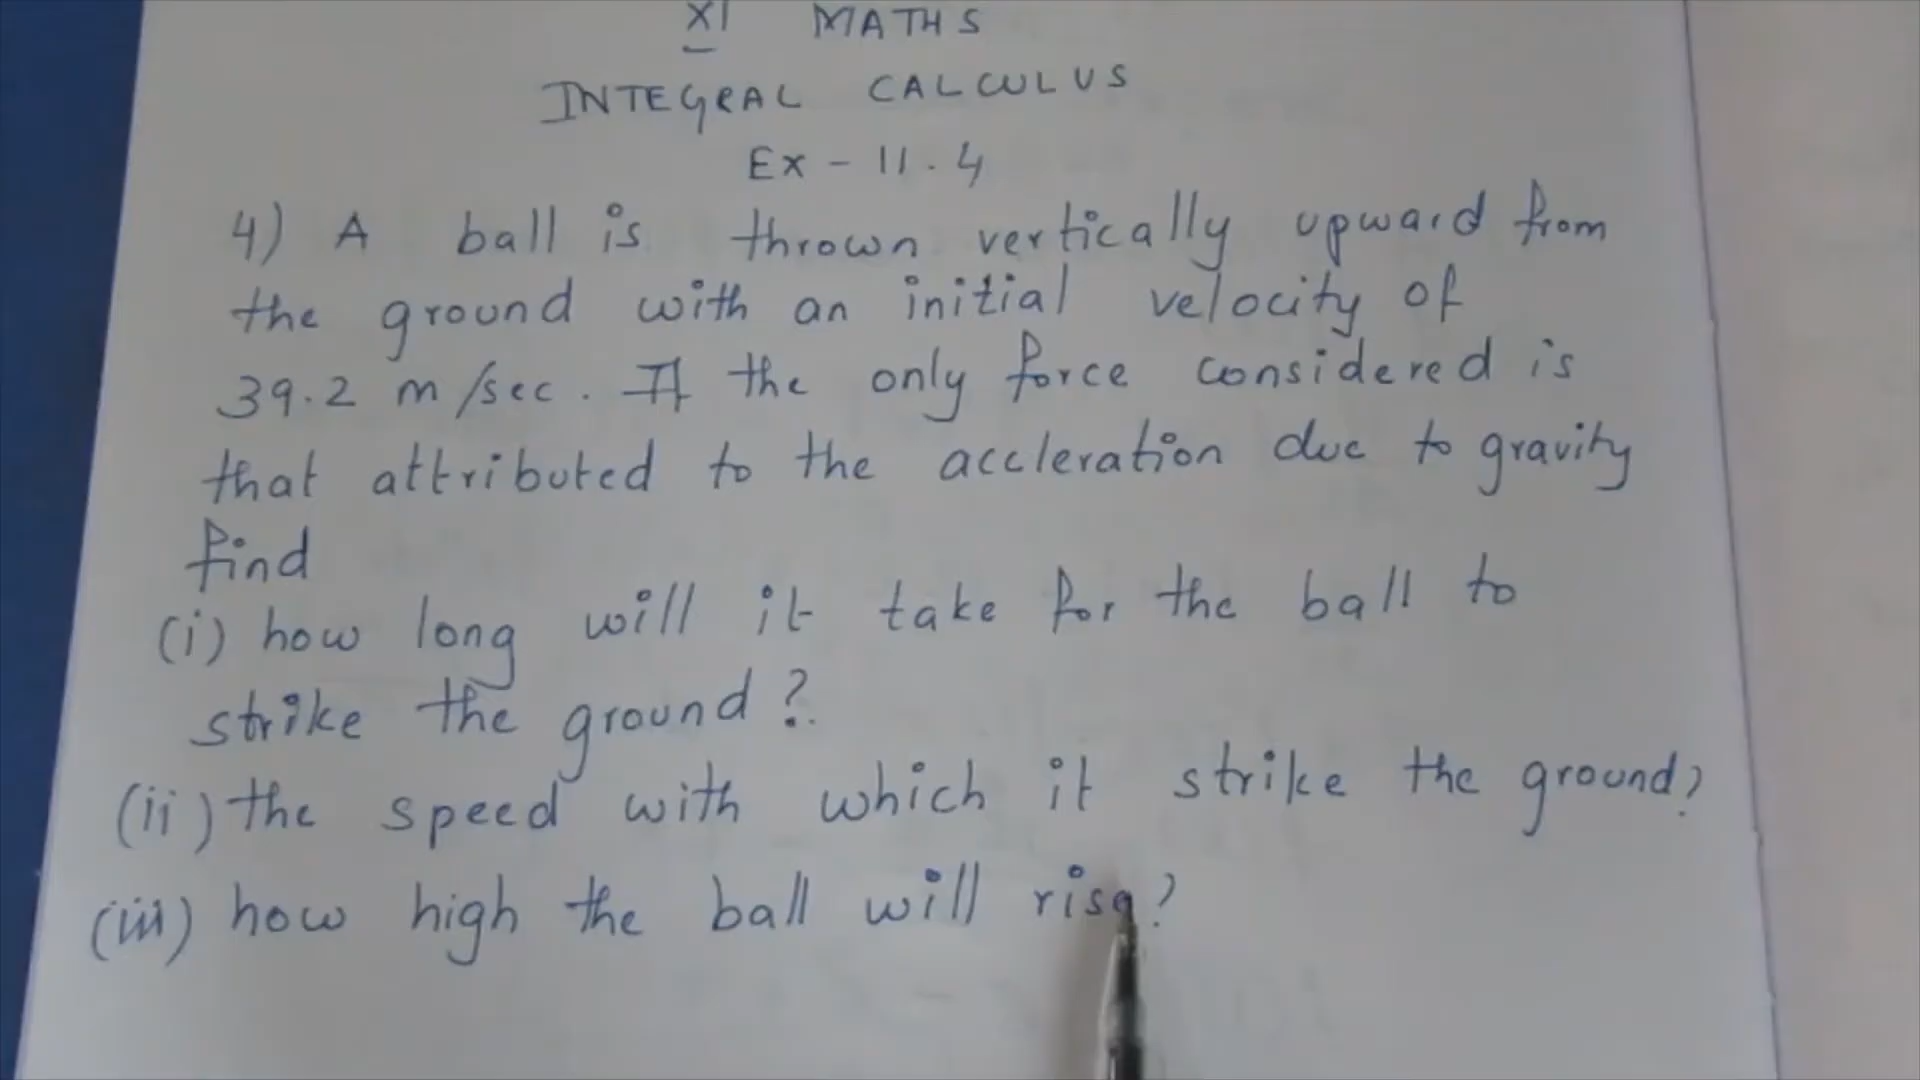 XI MATHS
INTEGRAL CALCULUS
Ex - 11.4
4) A ball is thrown vertically upward from
the ground with an initial velocity of
39.2 m/sec. If the only force considered is
that attributed to the accleration due to gravity
find
(i) how long will it take for the ball to
strike the ground?
(ii) the speed with which it strike the ground?
(iii) how high the ball will rise?